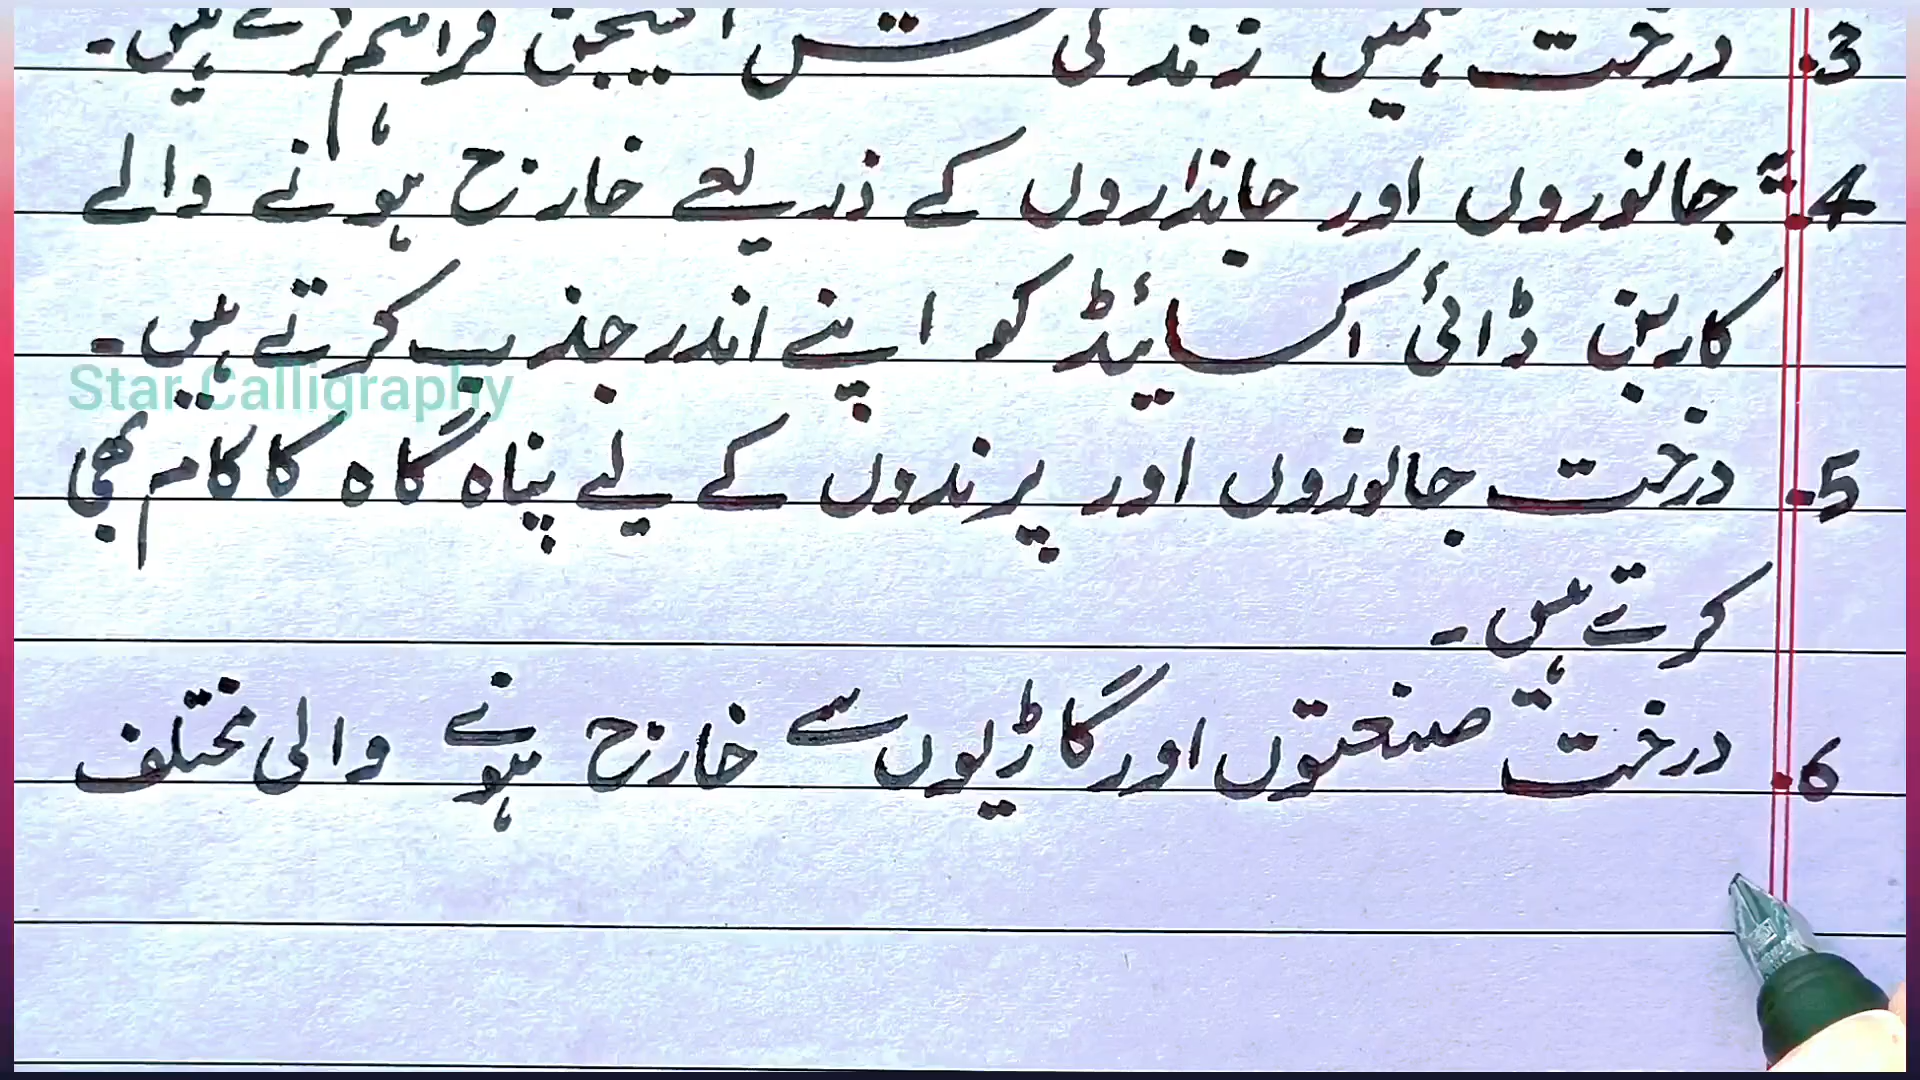 3. درخت ہمیں زندگی بخش آکسیجن فراہم کرتے ہیں۔
4. جانوروں اور جانداروں کے ذریعے خارج ہونے والے
کاربن ڈائی اکسائیڈ کو اپنے اندر جذب کرتے ہیں۔
Star Calligraphy
5. درخت جانوروں اور پرندوں کے لیے پناہ گاہ کا کام بھی
کرتے ہیں۔
6. درخت صنعتوں اور گاڑیوں سے خارج ہونے والی مختلف